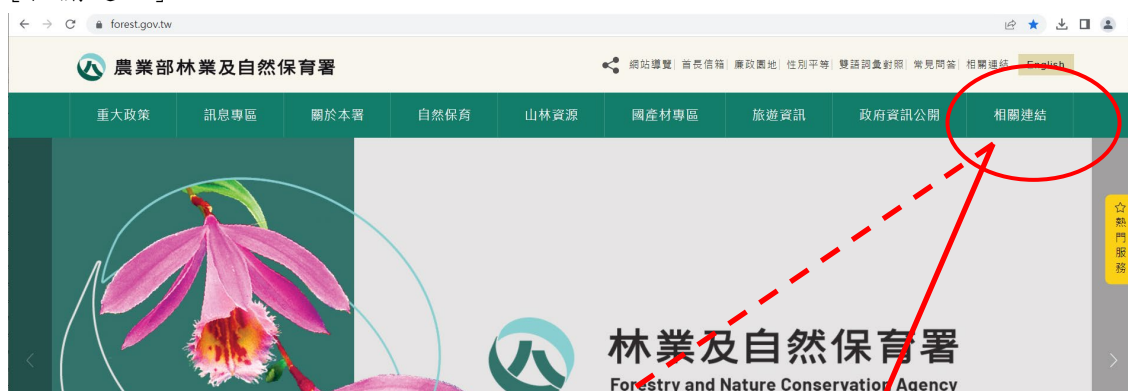 forest.gov.tw
農業部林業及自然保育署
網站導覽| 首長信箱| 廉政園地| 性別平等| 雙語詞彙對照| 常見問答| 相關連結 English
重大政策 訊息專區 關於本署 自然保育 山林資源 國產材專區 旅遊資訊 政府資訊公開 相關連結
☆熱門服務
林業及自然保育署
Forestry and Nature Conservation Agency